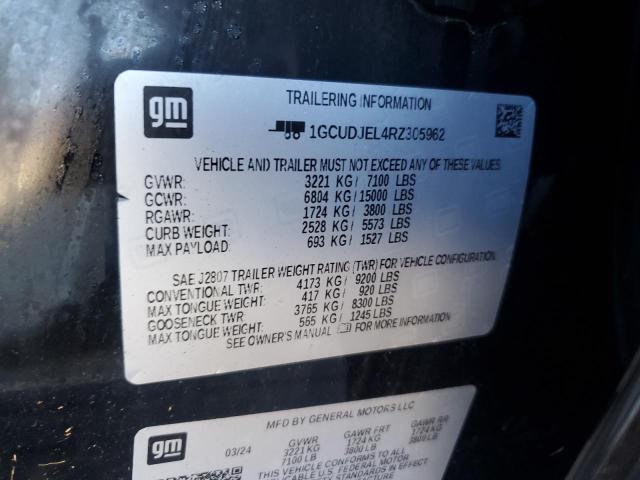 gm
TRAILERING INFORMATION
1GCUDJEL4RZ305962
VEHICLE AND TRAILER MUST NOT EXCEED ANY OF THESE VALUES.
GVWR: 3221 KG / 7100 LBS
GCWR: 6804 KG / 15000 LBS
RGAWR: 1724 KG / 3800 LBS
CURB WEIGHT: 2528 KG / 5573 LBS
MAX PAYLOAD: 693 KG / 1527 LBS
SAE J2807 TRAILER WEIGHT RATING (TWR) FOR VEHICLE CONFIGURATION.
CONVENTIONAL TWR: 4173 KG / 9200 LBS
MAX TONGUE WEIGHT: 417 KG / 920 LBS
GOOSENECK TWR: 3765 KG / 8300 LBS
MAX TONGUE WEIGHT: 565 KG / 1245 LBS
SEE OWNER'S MANUAL FOR MORE INFORMATION
gm
MFD BY GENERAL MOTORS LLC
03/24 GVWR GAWR FRT GAWR RR
3221 KG 1724 KG 1724 KG
7100 LB 3800 LB 3800 LB
THIS VEHICLE CONFORMS TO ALL
U.S. FEDERAL MOTOR